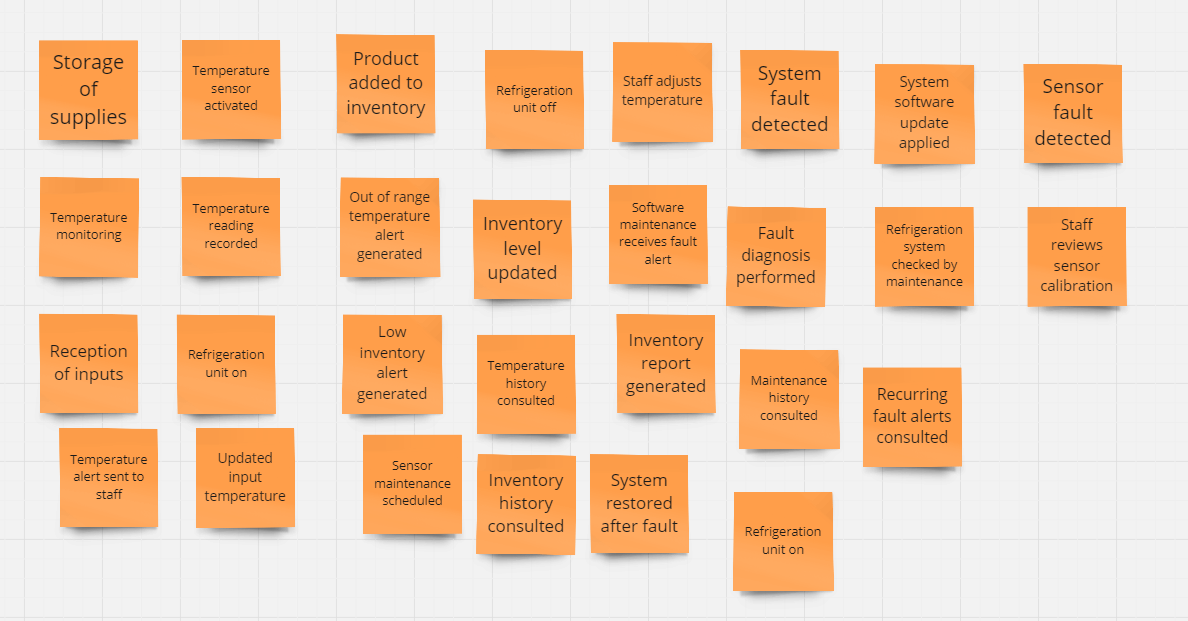 Storage
of
supplies
Temperature
sensor
activated
Product
added to
inventory
Refrigeration
unit off
Staff adjusts
temperature
System
fault
detected
System
software
update
applied
Sensor
fault
detected
Temperature
monitoring
Temperature
reading
recorded
Out of range
temperature
alert
generated
Inventory
level
updated
Software
maintenance
receives fault
alert
Fault
diagnosis
performed
Refrigeration
system
checked by
maintenance
Staff
reviews
sensor
calibration
Reception
of inputs
Refrigeration
unit on
Low
inventory
alert
generated
Temperature
history
consulted
Inventory
report
generated
Maintenance
history
consulted
Recurring
fault alerts
consulted
Temperature
alert sent to
staff
Updated
input
temperature
Sensor
maintenance
scheduled
Inventory
history
consulted
System
restored
after fault
Refrigeration
unit on